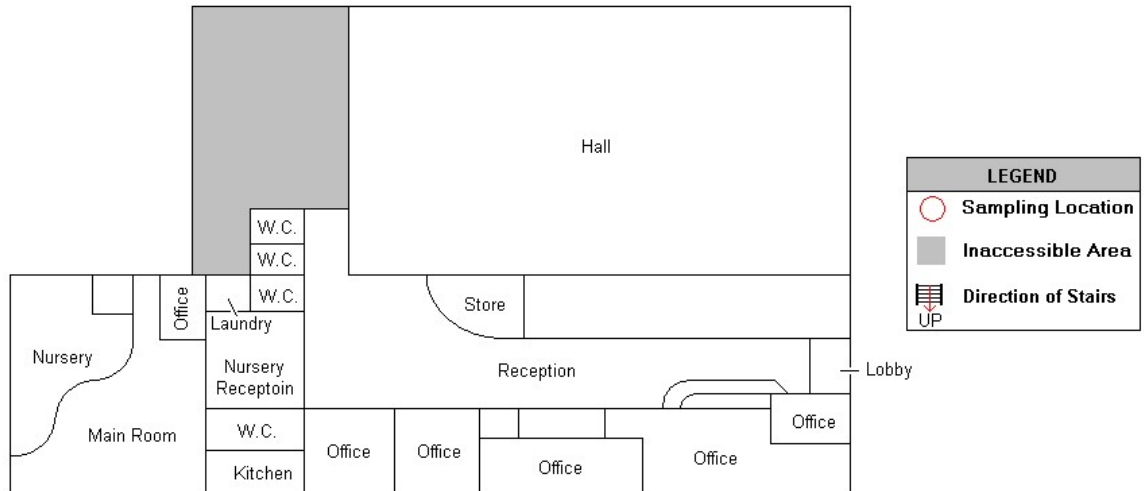 Hall
LEGEND
Sampling Location
Inaccessible Area
Direction of Stairs
UP
W.C.
W.C.
W.C.
Office
Laundry
Store
Nursery
Nursery
Receptoin
Reception
Lobby
Main Room
W.C.
Kitchen
Office
Office
Office
Office
Office